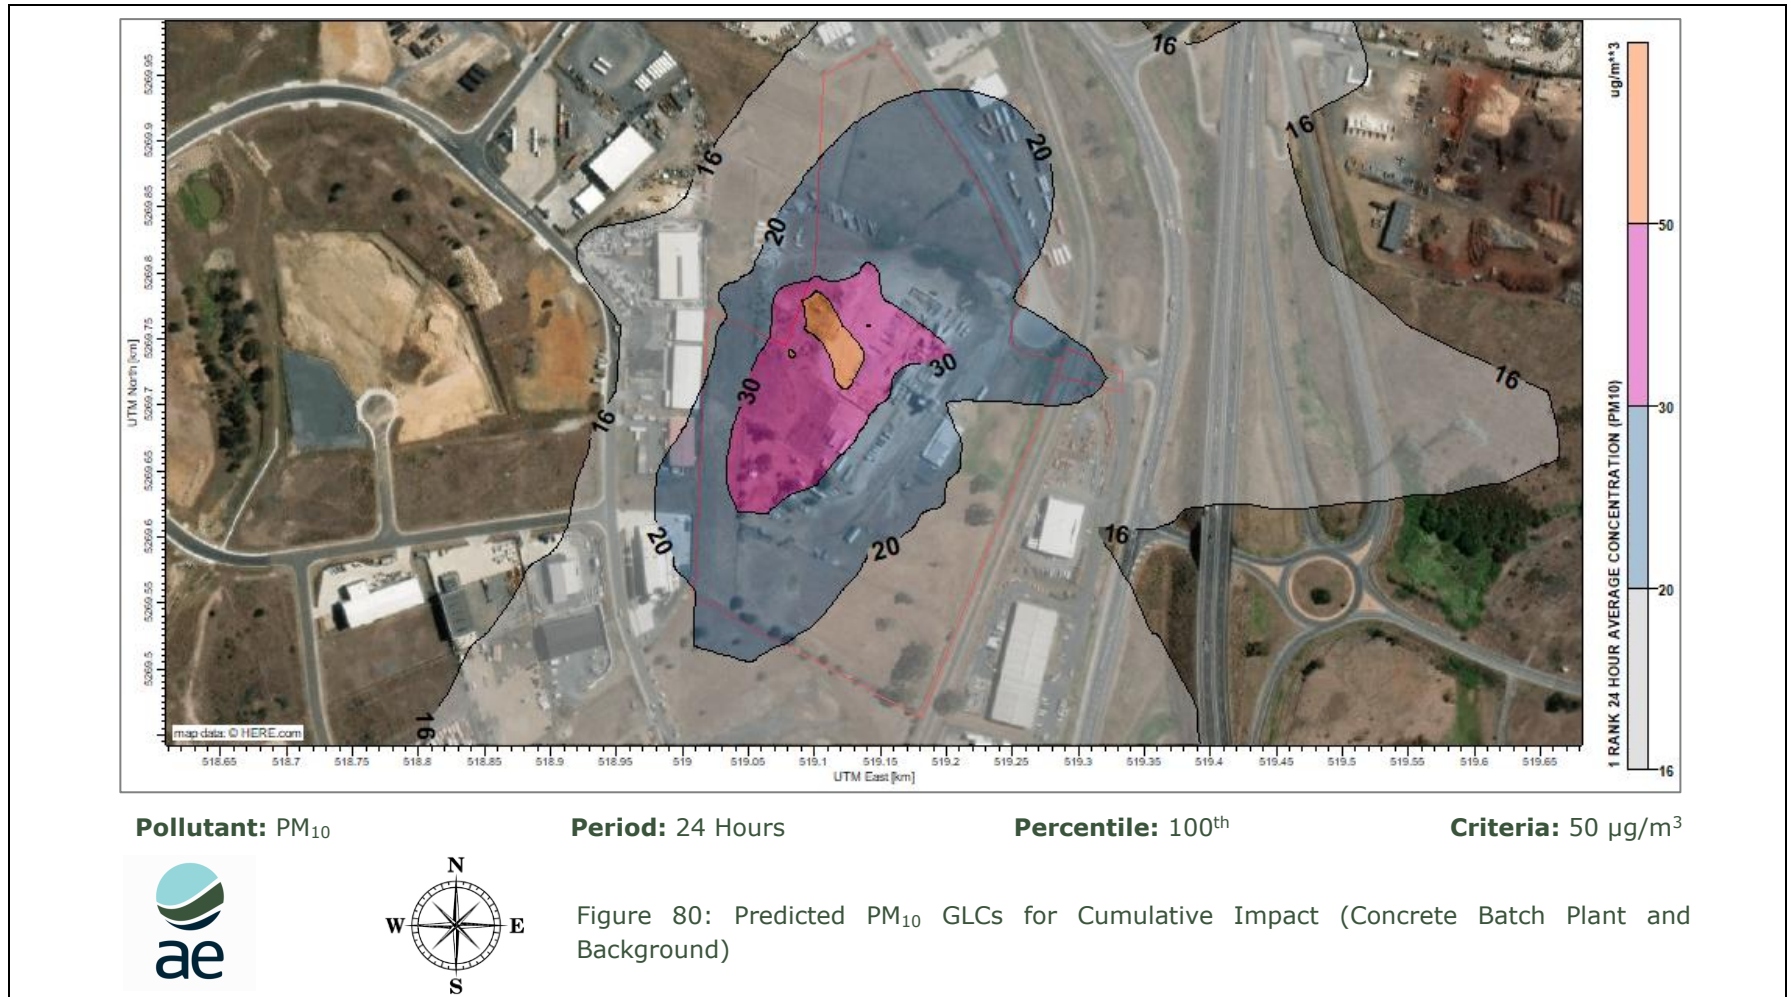 16
16
16
20
20
30
30
16
16
20
20
16
16
5269.95
5269.9
5269.85
5269.8
5269.75
5269.7
5269.65
5269.6
5269.55
5269.5
UTM North [km]
map data: © HERE.com
518.65 518.7 518.75 518.8 518.85 518.9 518.95 519 519.05 519.1 519.15 519.2 519.25 519.3 519.35 519.4 519.45 519.5 519.55 519.6 519.65
UTM East [km]
ug/m**3
50
30
20
16
1 RANK 24 HOUR AVERAGE CONCENTRATION (PM10)
Pollutant: PM10 Period: 24 Hours Percentile: 100th Criteria: 50 µg/m3
ae
N
W E
S
Figure 80: Predicted PM10 GLCs for Cumulative Impact (Concrete Batch Plant and
Background)